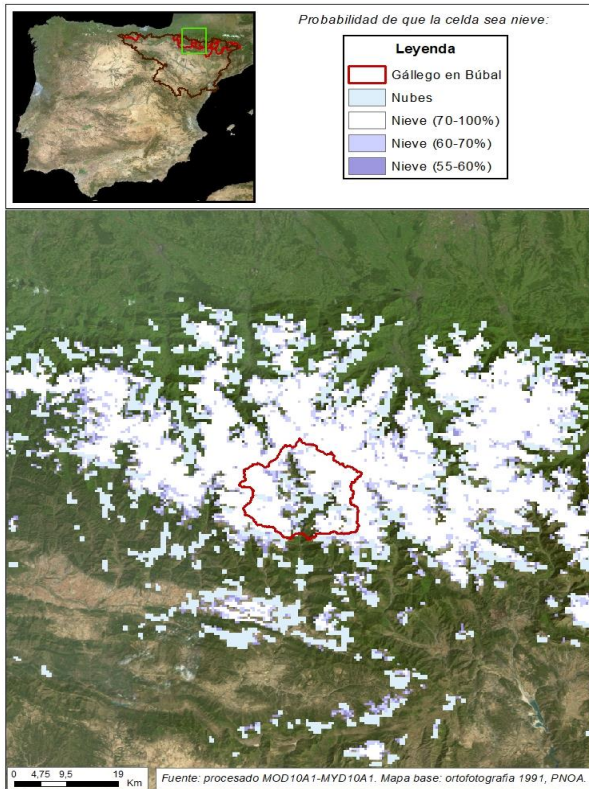 Probabilidad de que la celda sea nieve:
Leyenda
Gállego en Búbal
Nubes
Nieve (70-100%)
Nieve (60-70%)
Nieve (55-60%)
0 4,75 9,5 19
Km
Fuente: procesado MOD10A1-MYD10A1. Mapa base: ortofotografia 1991, PNOA.